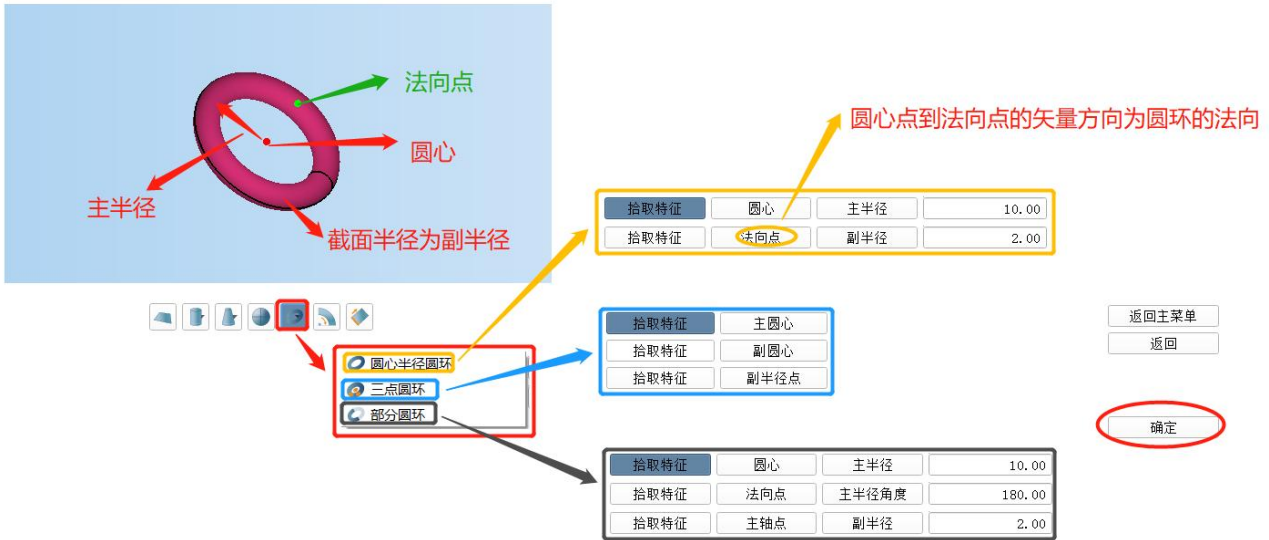 法向点
圆心
主半径
截面半径为副半径
圆心点到法向点的矢量方向为圆环的法向
拾取特征 圆心 主半径 10.00
拾取特征 法向点 副半径 2.00
圆心半径圆环
三点圆环
部分圆环
拾取特征 主圆心
拾取特征 副圆心
拾取特征 副半径点
返回主菜单
返回
确定
拾取特征 圆心 主半径 10.00
拾取特征 法向点 主半径角度 180.00
拾取特征 主轴点 副半径 2.00